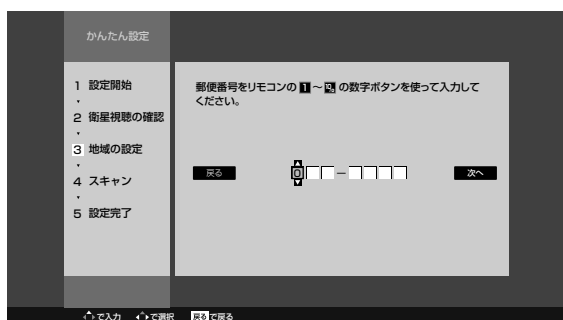 かんたん設定
1 設定開始
2 衛星視聴の確認
3 地域の設定
4 スキャン
5 設定完了
郵便番号をリモコンの 1 ～ 10 の数字ボタンを使って入力して
ください。
戻る
0 －
次へ
で入力 で選択 戻る で戻る